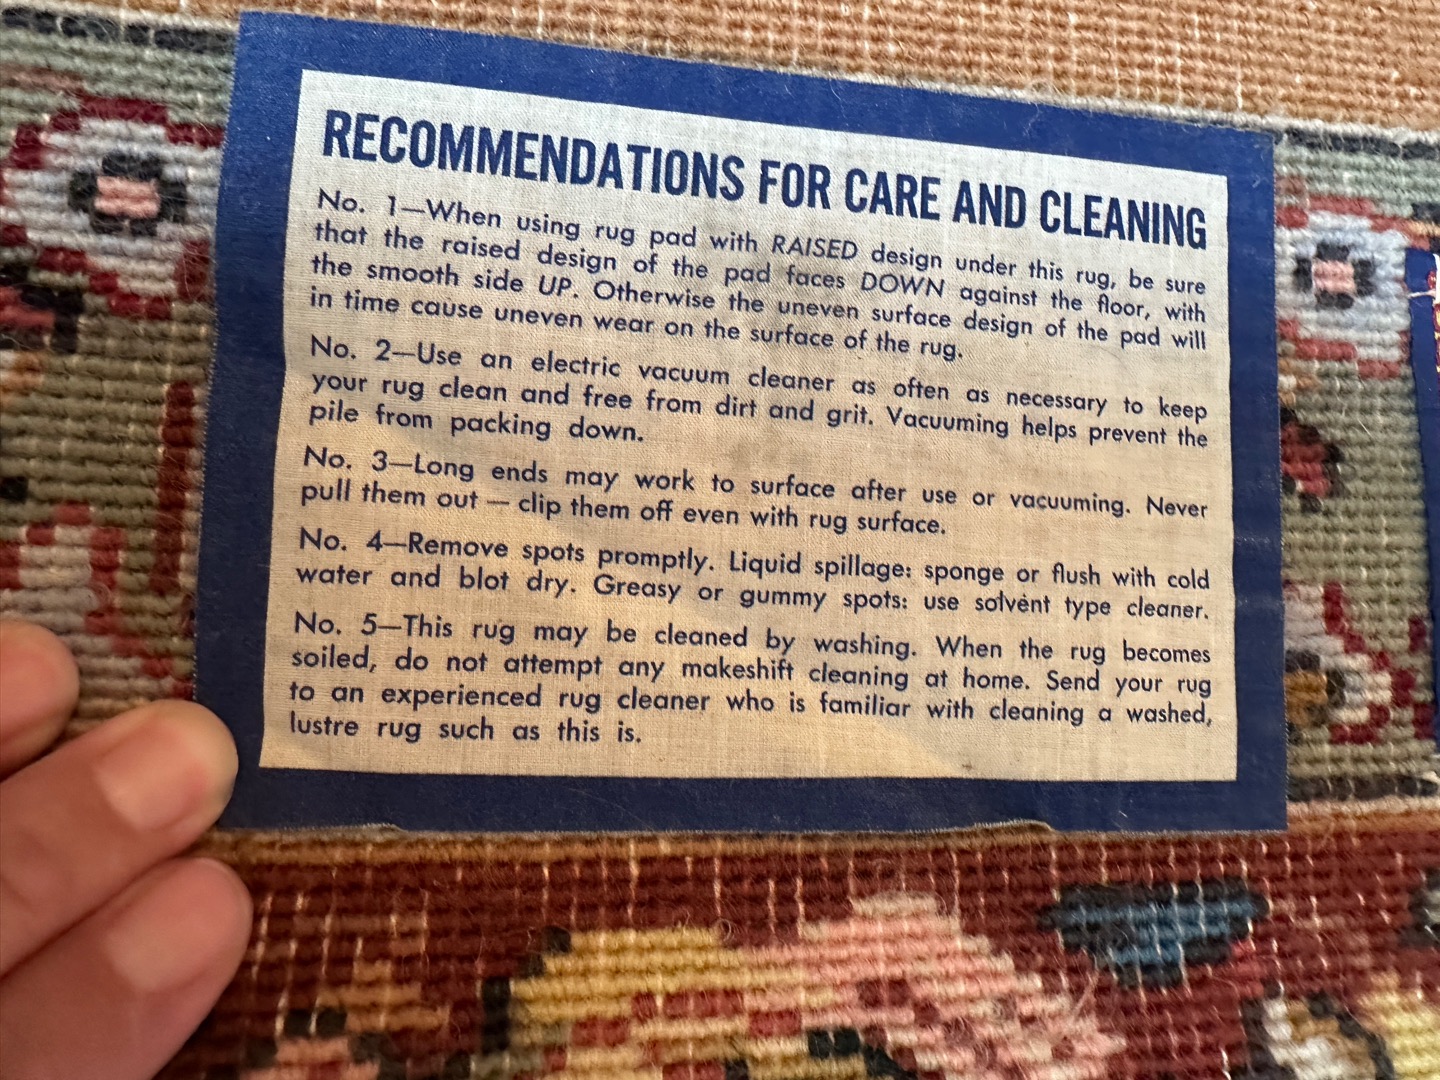 RECOMMENDATIONS FOR CARE AND CLEANING
No. 1—When using rug pad with RAISED design under this rug, be sure
that the raised design of the pad faces DOWN against the floor, with
the smooth side UP. Otherwise the uneven surface design of the pad will
in time cause uneven wear on the surface of the rug.
No. 2—Use an electric vacuum cleaner as often as necessary to keep
your rug clean and free from dirt and grit. Vacuuming helps prevent the
pile from packing down.
No. 3—Long ends may work to surface after use or vacuuming. Never
pull them out — clip them off even with rug surface.
No. 4—Remove spots promptly. Liquid spillage: sponge or flush with cold
water and blot dry. Greasy or gummy spots: use solvent type cleaner.
No. 5—This rug may be cleaned by washing. When the rug becomes
soiled, do not attempt any makeshift cleaning at home. Send your rug
to an experienced rug cleaner who is familiar with cleaning a washed,
lustre rug such as this is.